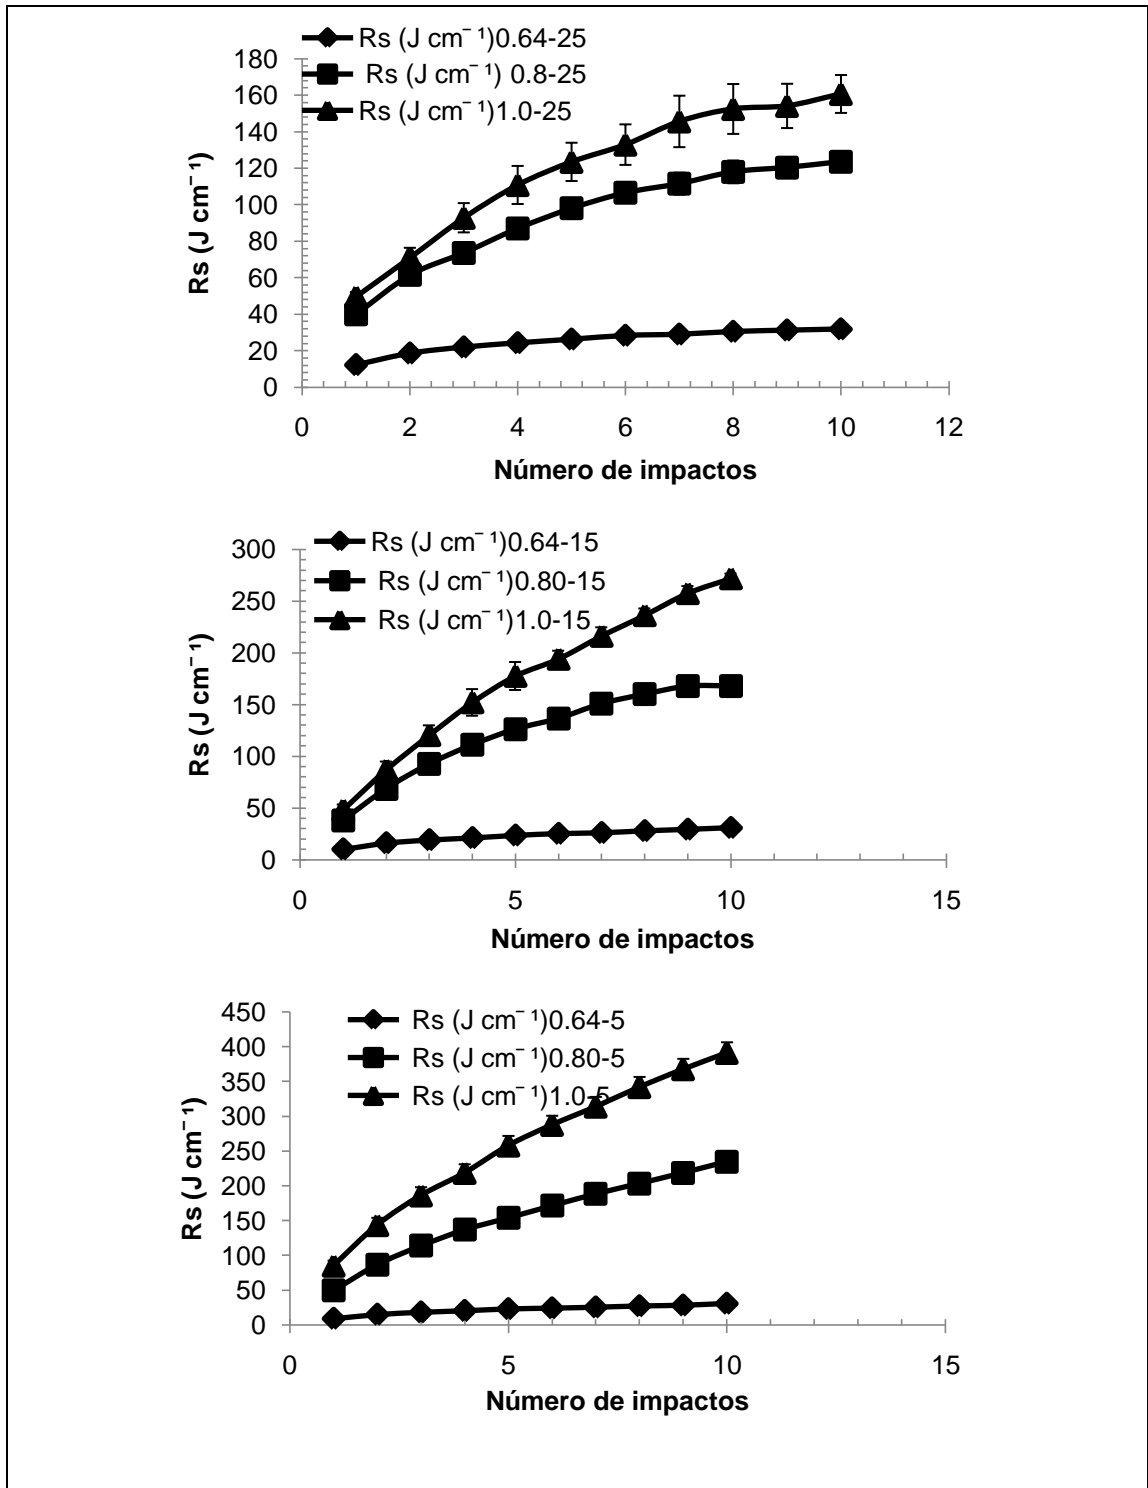 Rs (J cm⁻¹)0.64-25
Rs (J cm⁻¹) 0.8-25
Rs (J cm⁻¹)1.0-25
180
160
140
120
100
80
60
40
20
0
Rs (J cm⁻¹)
0 2 4 6 8 10 12
Número de impactos
Rs (J cm⁻¹)0.64-15
Rs (J cm⁻¹)0.80-15
Rs (J cm⁻¹)1.0-15
300
250
200
150
100
50
0
Rs (J cm⁻¹)
0 5 10 15
Número de impactos
Rs (J cm⁻¹)0.64-5
Rs (J cm⁻¹)0.80-5
Rs (J cm⁻¹)1.0-5
450
400
350
300
250
200
150
100
50
0
Rs (J cm⁻¹)
0 5 10 15
Número de impactos